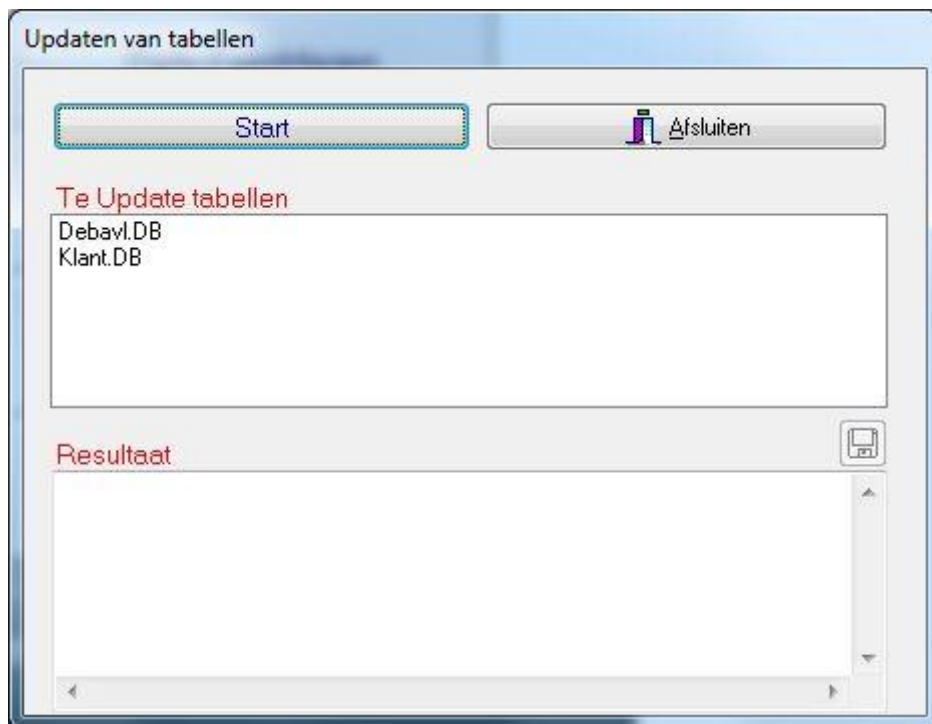 Updaten van tabellen
Start
Afsluiten
Te Update tabellen
Debavl.DB
Klant.DB
Resultaat